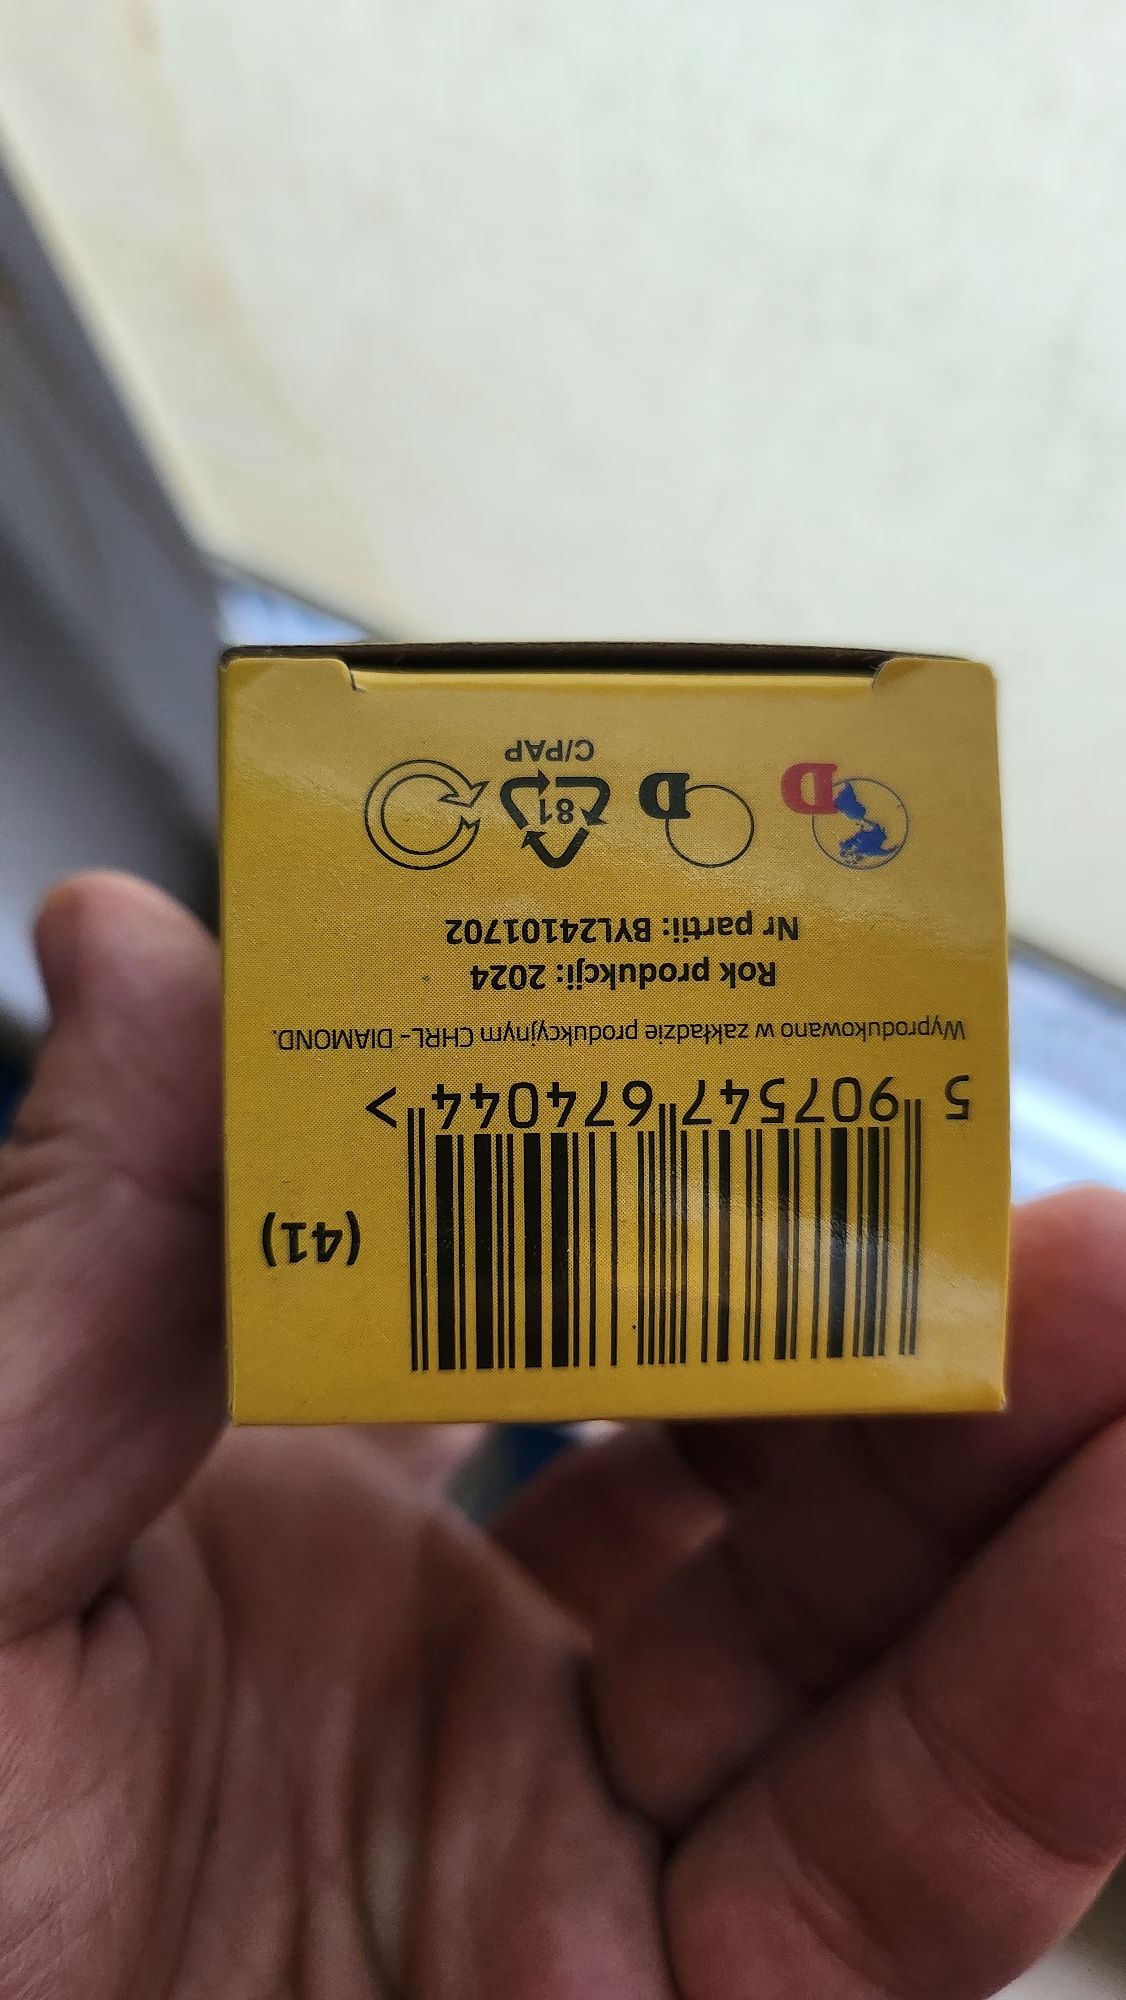 (41)
5 907547 674044 >
Wyprodukowano w zakładzie produkcyjnym CHRL- DIAMOND.
Rok produkcji: 2024
Nr partii: BYL24101702
D D 81
C/PAP